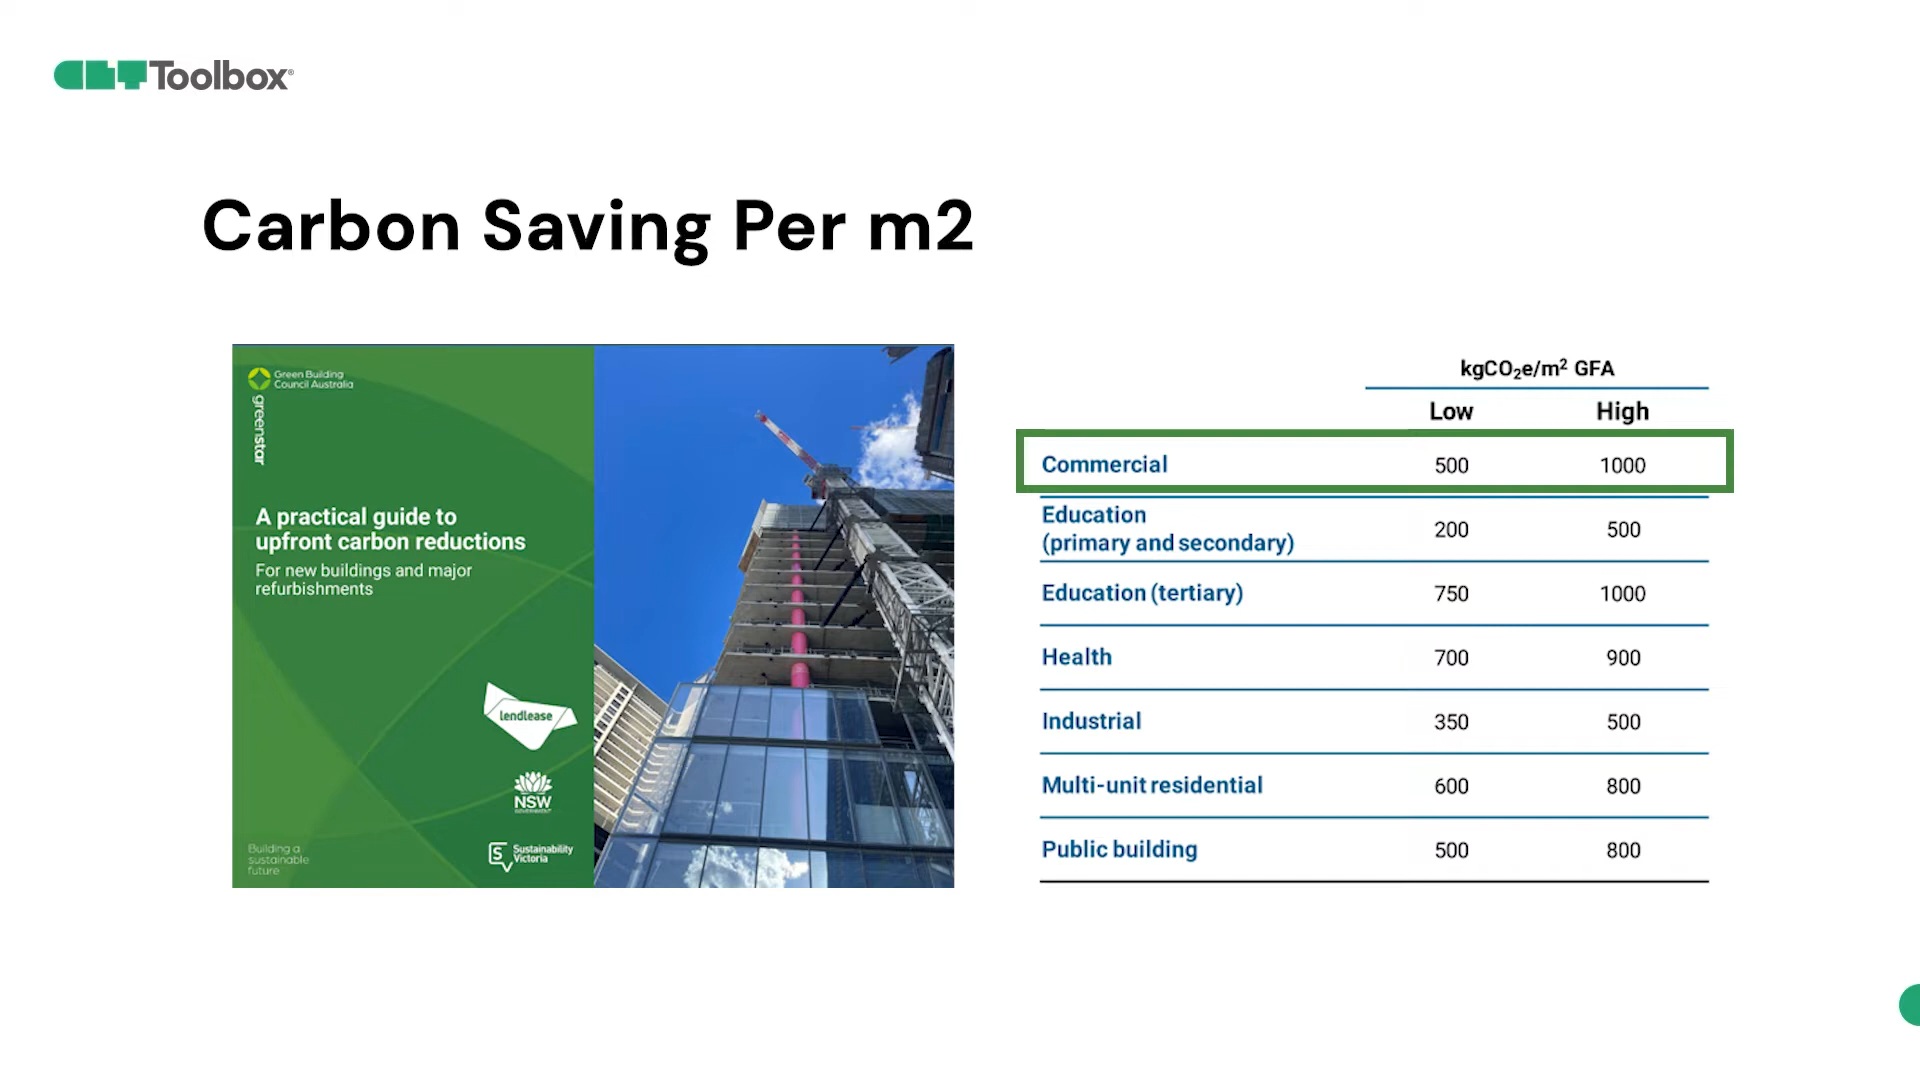 CLT Toolbox®
Carbon Saving Per m2
Green Building
Council Australia
greenstar
A practical guide to
upfront carbon reductions
For new buildings and major
refurbishments
lendlease
NSW
GOVERNMENT
Sustainability
Victoria
Building a
sustainable
future
kgCO₂e/m² GFA
Low High
Commercial 500 1000
Education
(primary and secondary) 200 500
Education (tertiary) 750 1000
Health 700 900
Industrial 350 500
Multi-unit residential 600 800
Public building 500 800